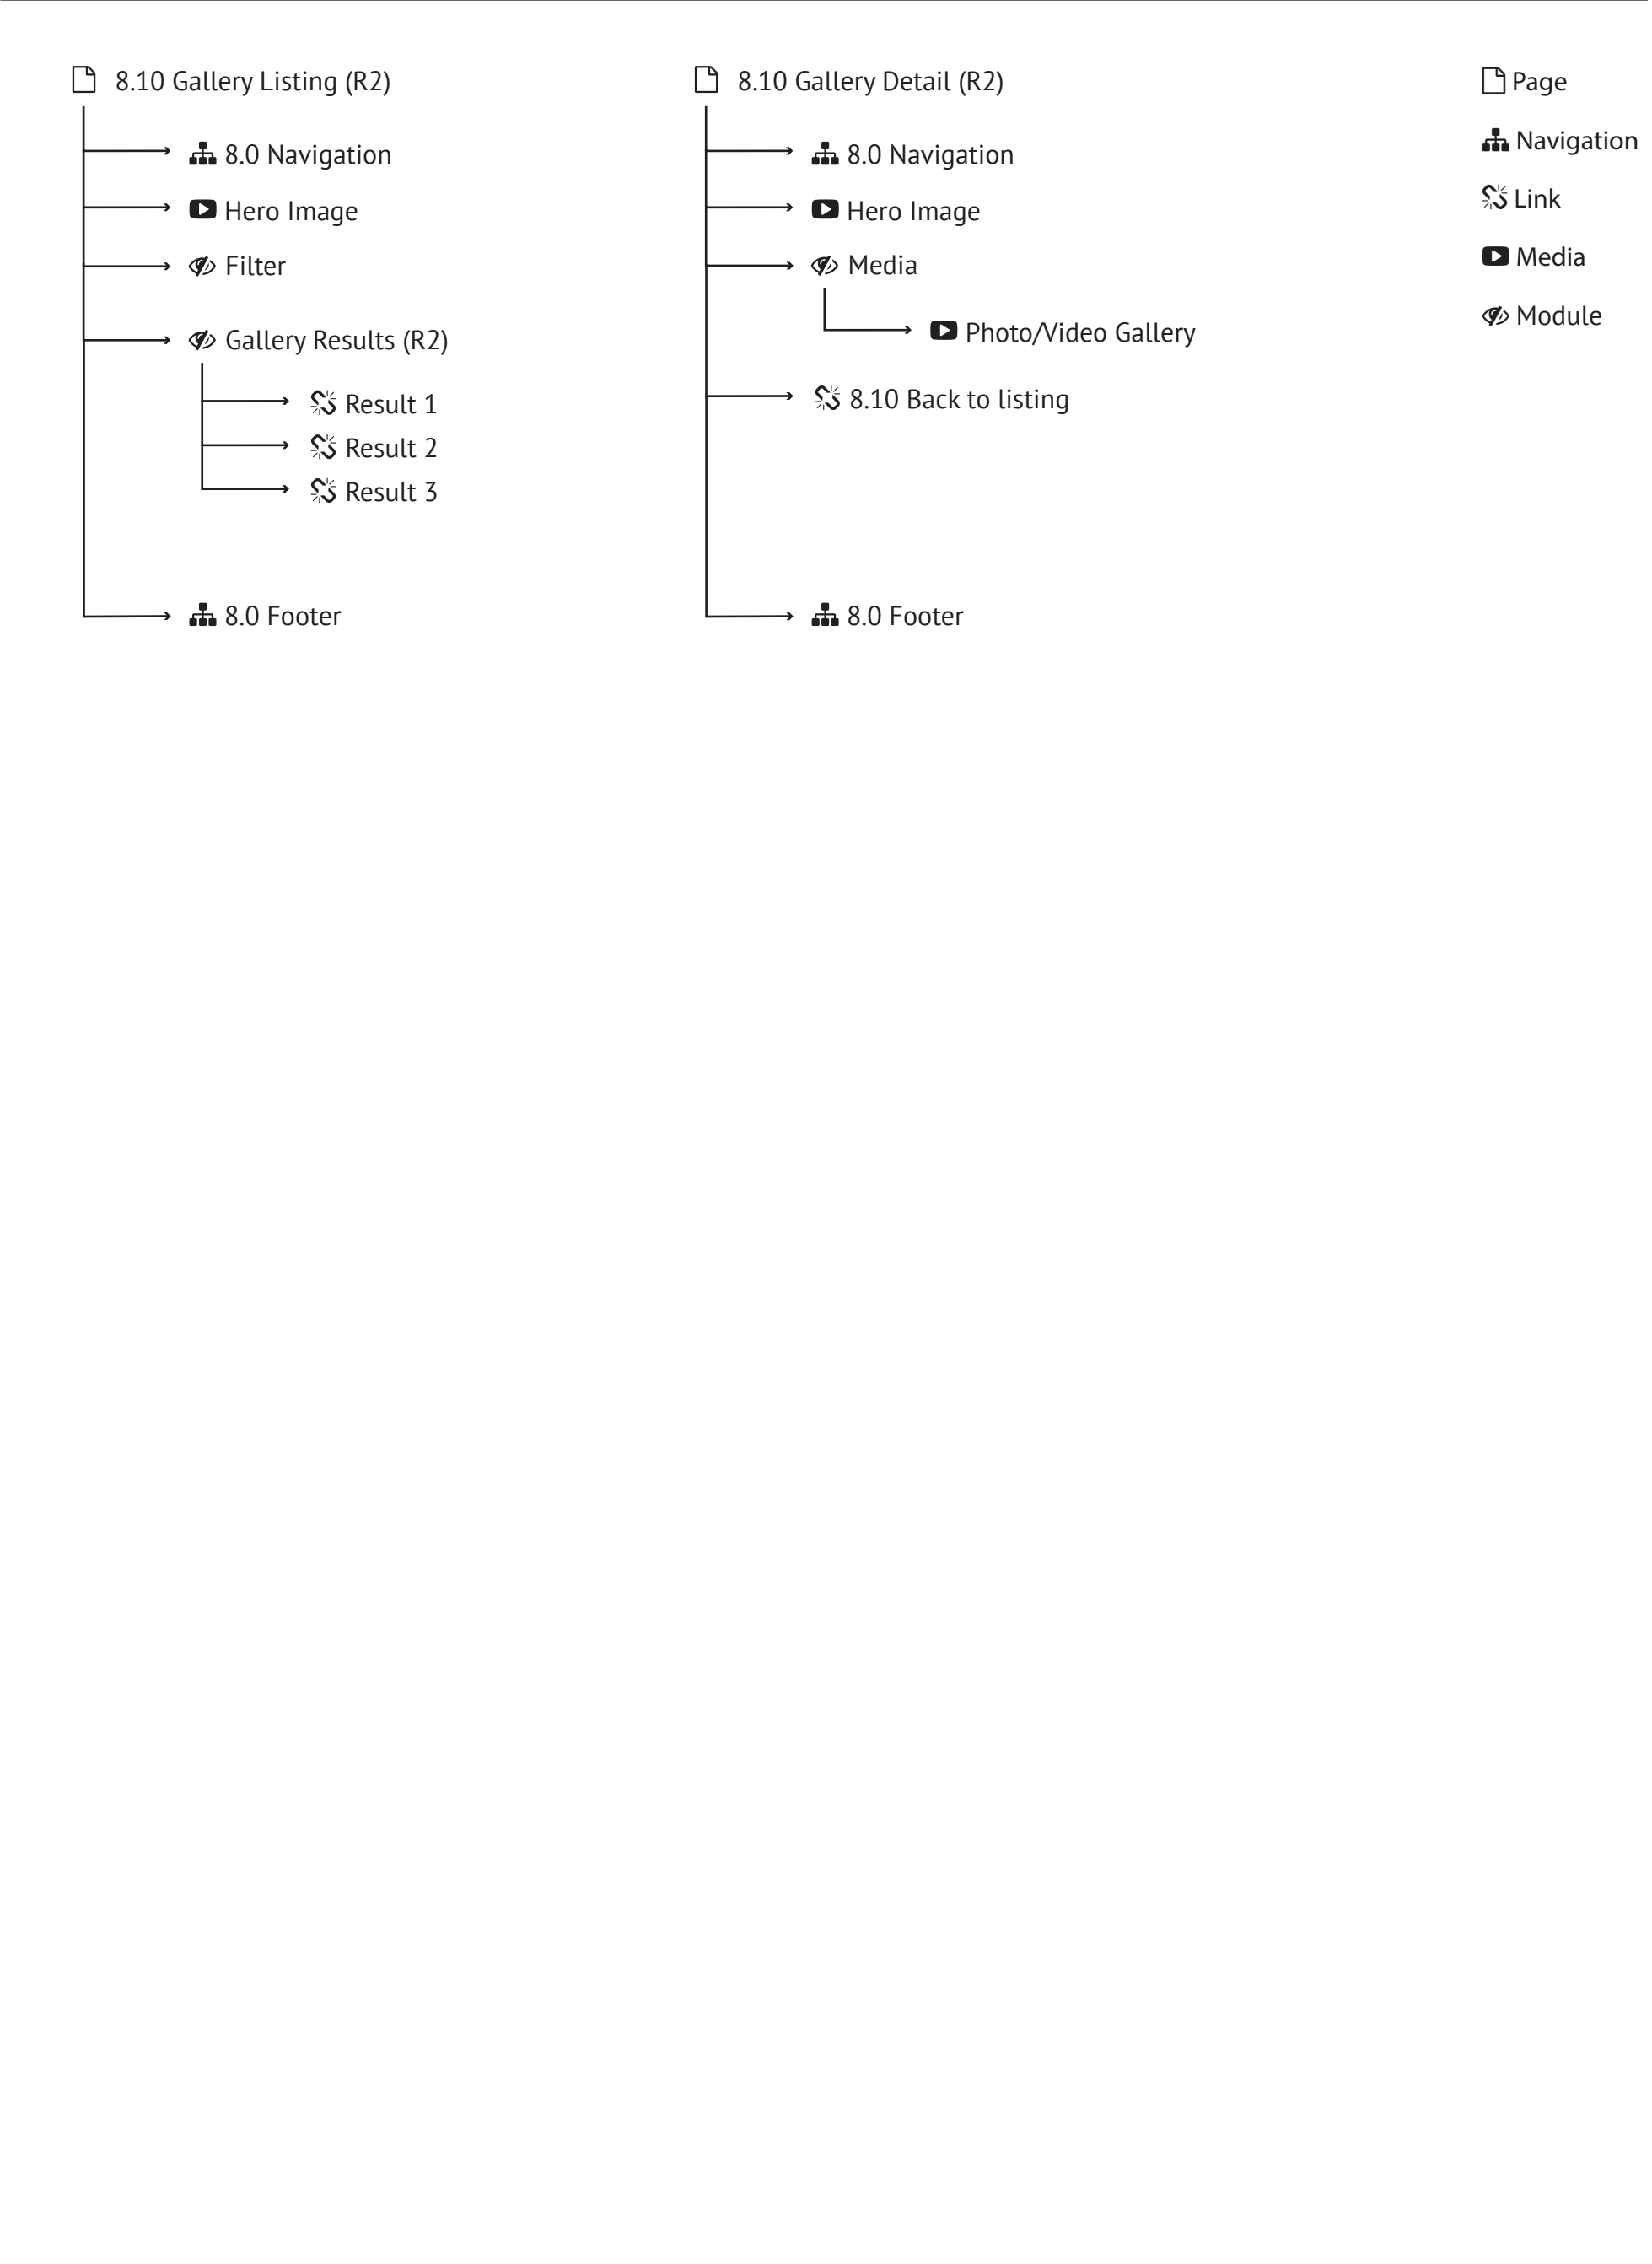 8.10 Gallery Listing (R2)
8.0 Navigation
Hero Image
Filter
Gallery Results (R2)
Result 1
Result 2
Result 3
8.0 Footer
8.10 Gallery Detail (R2)
8.0 Navigation
Hero Image
Media
Photo/Video Gallery
8.10 Back to listing
8.0 Footer
Page
Navigation
Link
Media
Module